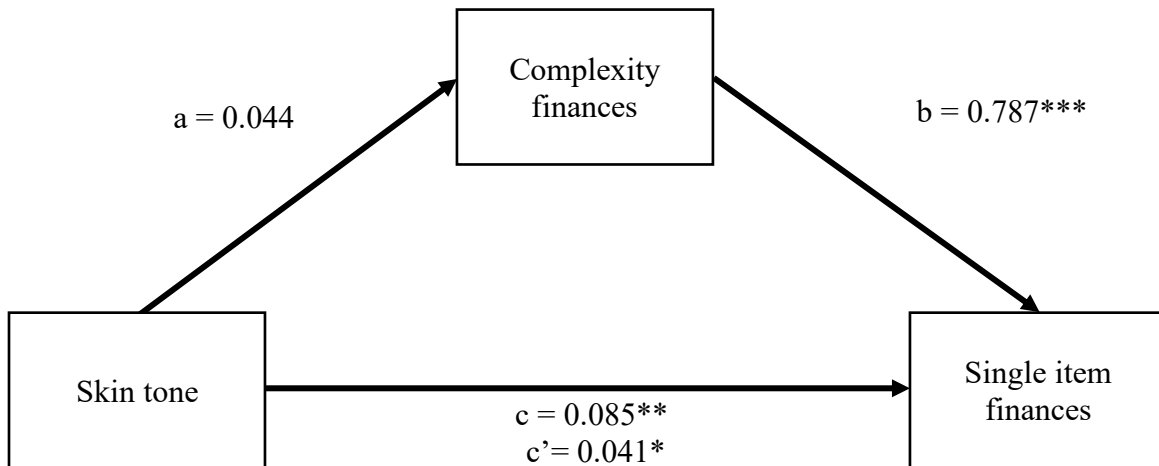 Complexity
finances
a = 0.044
b = 0.787***
Skin tone
Single item
finances
c = 0.085**
c’= 0.041*